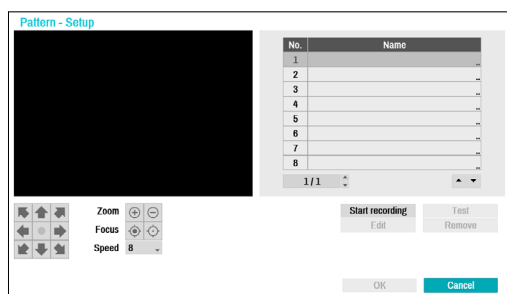 Pattern - Setup
No. Name
1 ..
2 ..
3 ..
4 ..
5 ..
6 ..
7 ..
8 ..
1/1
Zoom
Focus
Speed 8
Start recording Test
Edit Remove
OK Cancel